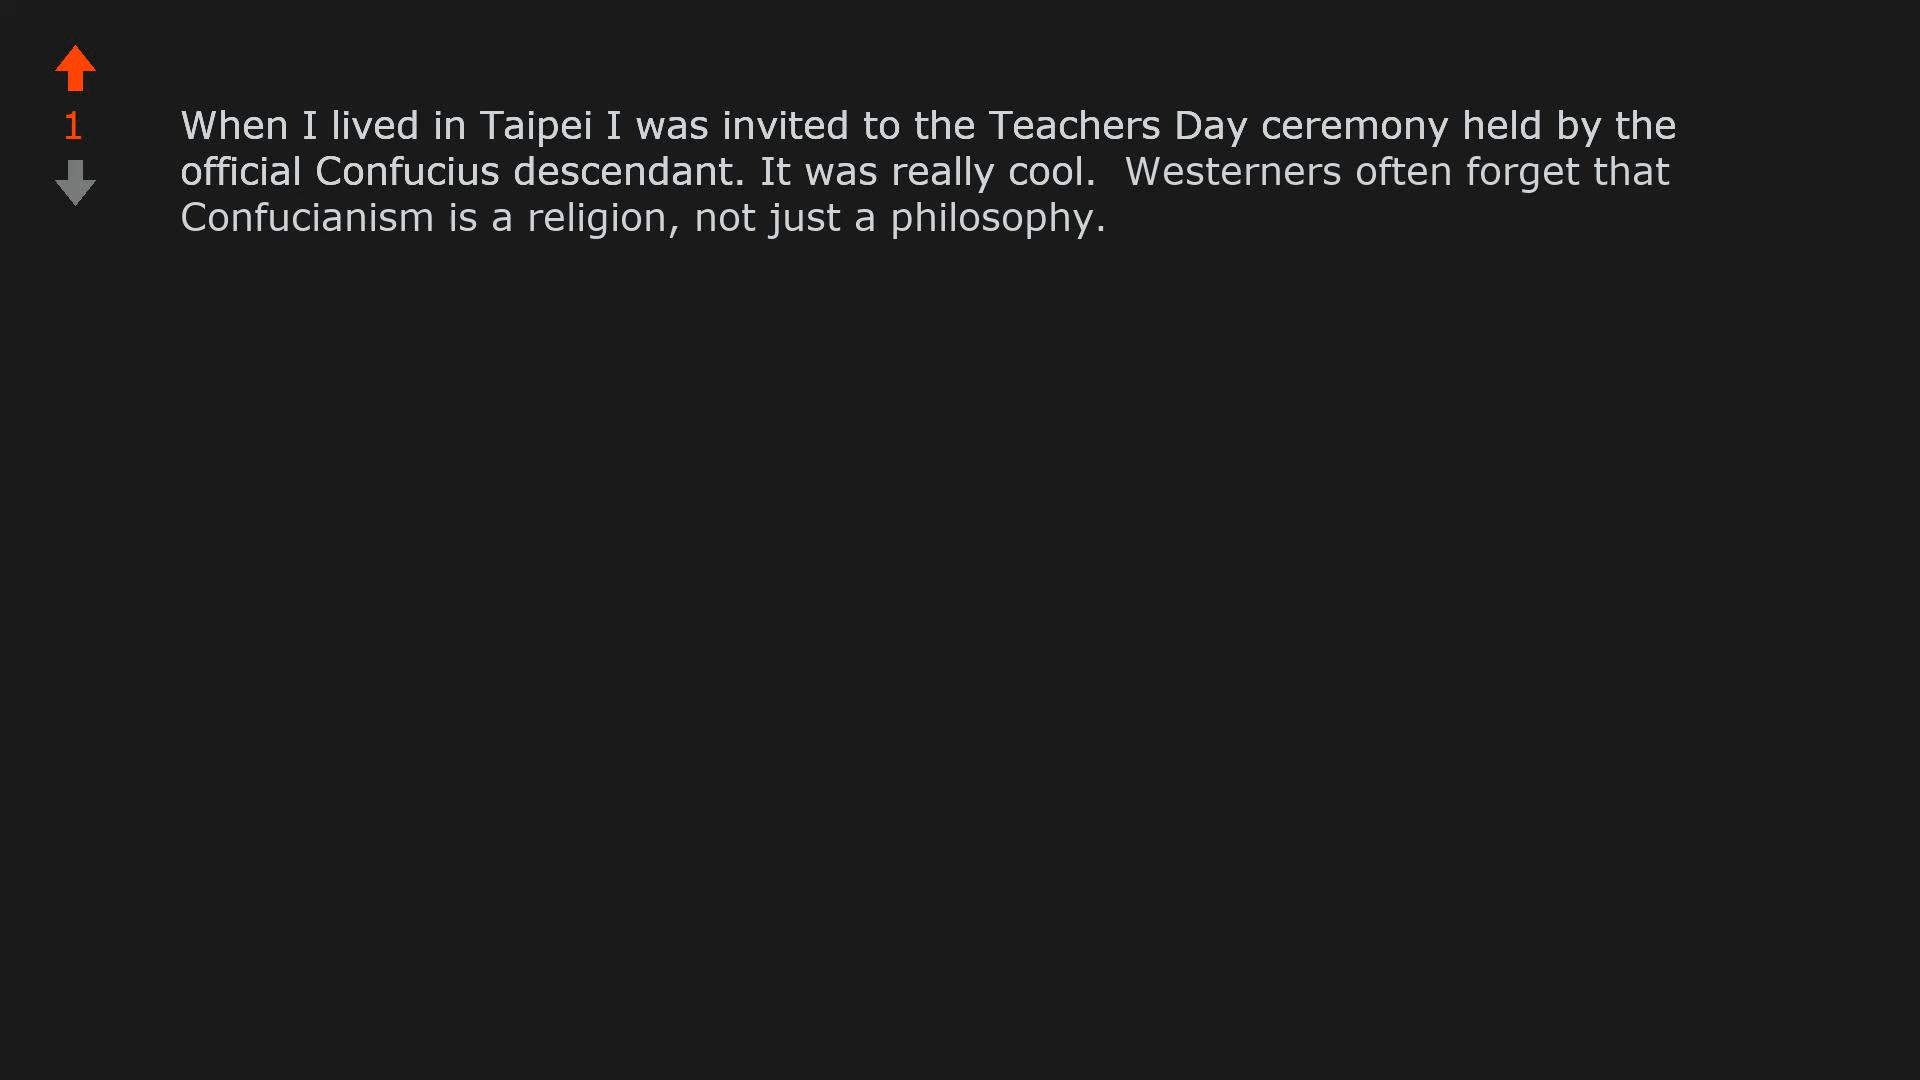 1
When I lived in Taipei I was invited to the Teachers Day ceremony held by the
official Confucius descendant. It was really cool.  Westerners often forget that
Confucianism is a religion, not just a philosophy.